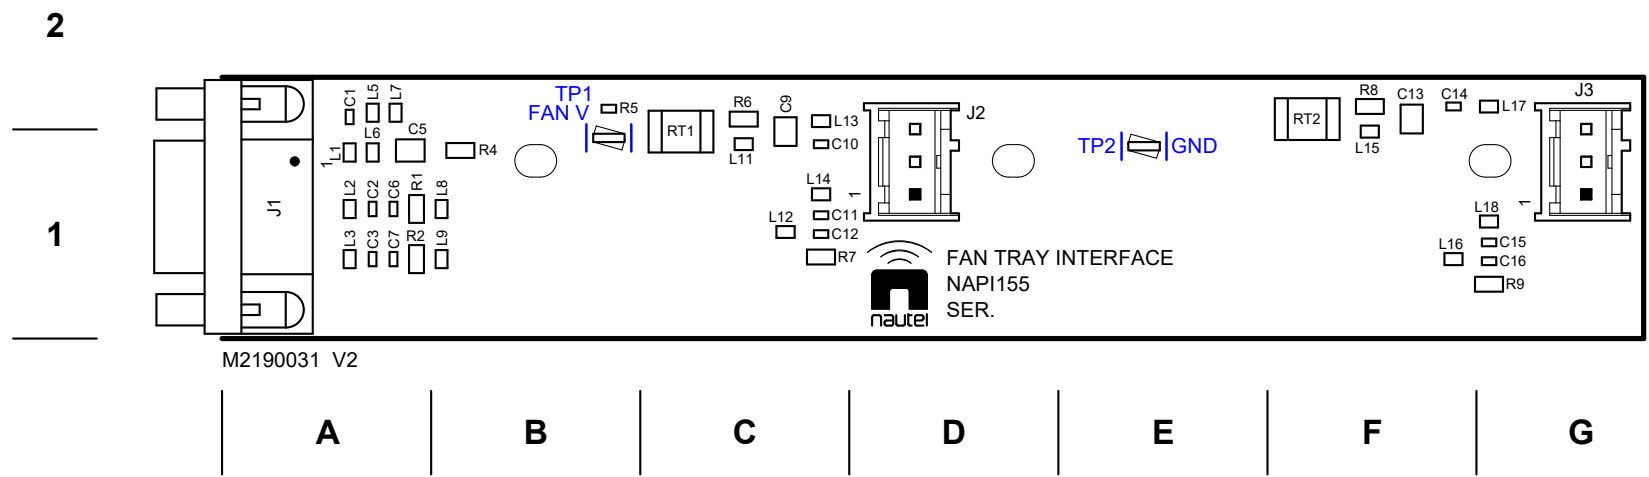 2
TP1
FAN V
C1
L5
L7
R5
R6
C9
L13
J2
R8
C13
C14
L17
J3
RT1
RT2
L1
1
L6
C5
R4
L11
C10
TP2
GND
L15
L14
1
J1
L2
C2
C6
R1
L8
L12
C11
C12
L18
1
1
L3
C3
C7
R2
L9
R7
L16
C15
C16
R9
FAN TRAY INTERFACE
NAPI155
SER.
nautel
M2190031 V2
A B C D E F G